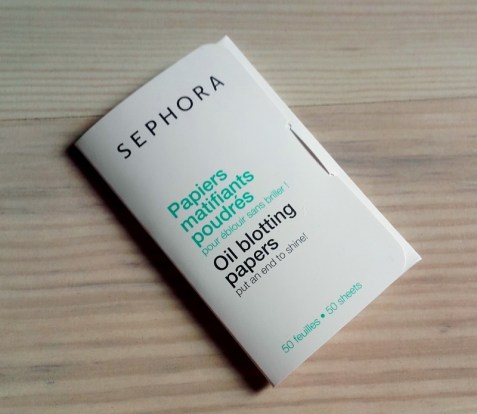 SEPHORA
Papiers
matifiants
poudrés
pour éblouir sans briller !
Oil blotting
papers
put an end to shine!
50 feuilles • 50 sheets